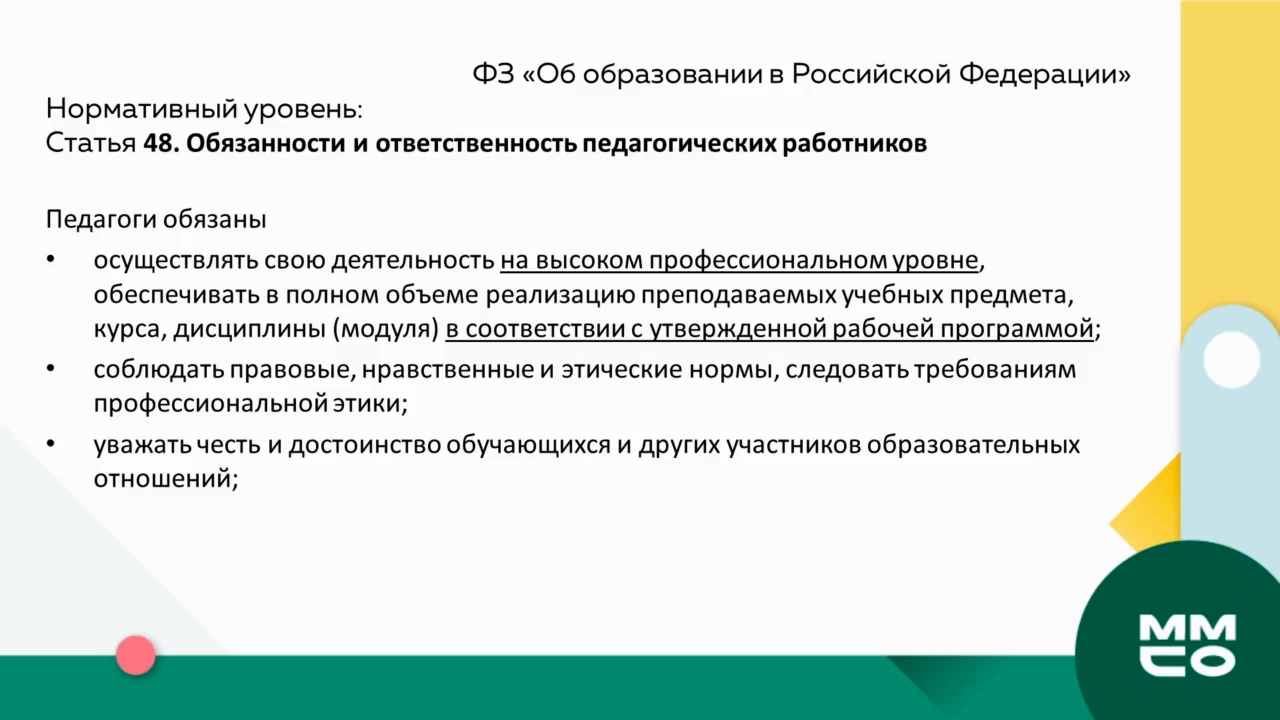 ФЗ «Об образовании в Российской Федерации»
Нормативный уровень:
Статья 48. Обязанности и ответственность педагогических работников
Педагоги обязаны
• осуществлять свою деятельность на высоком профессиональном уровне,
обеспечивать в полном объеме реализацию преподаваемых учебных предмета,
курса, дисциплины (модуля) в соответствии с утвержденной рабочей программой;
• соблюдать правовые, нравственные и этические нормы, следовать требованиям
профессиональной этики;
• уважать честь и достоинство обучающихся и других участников образовательных
отношений;
ММ
СО